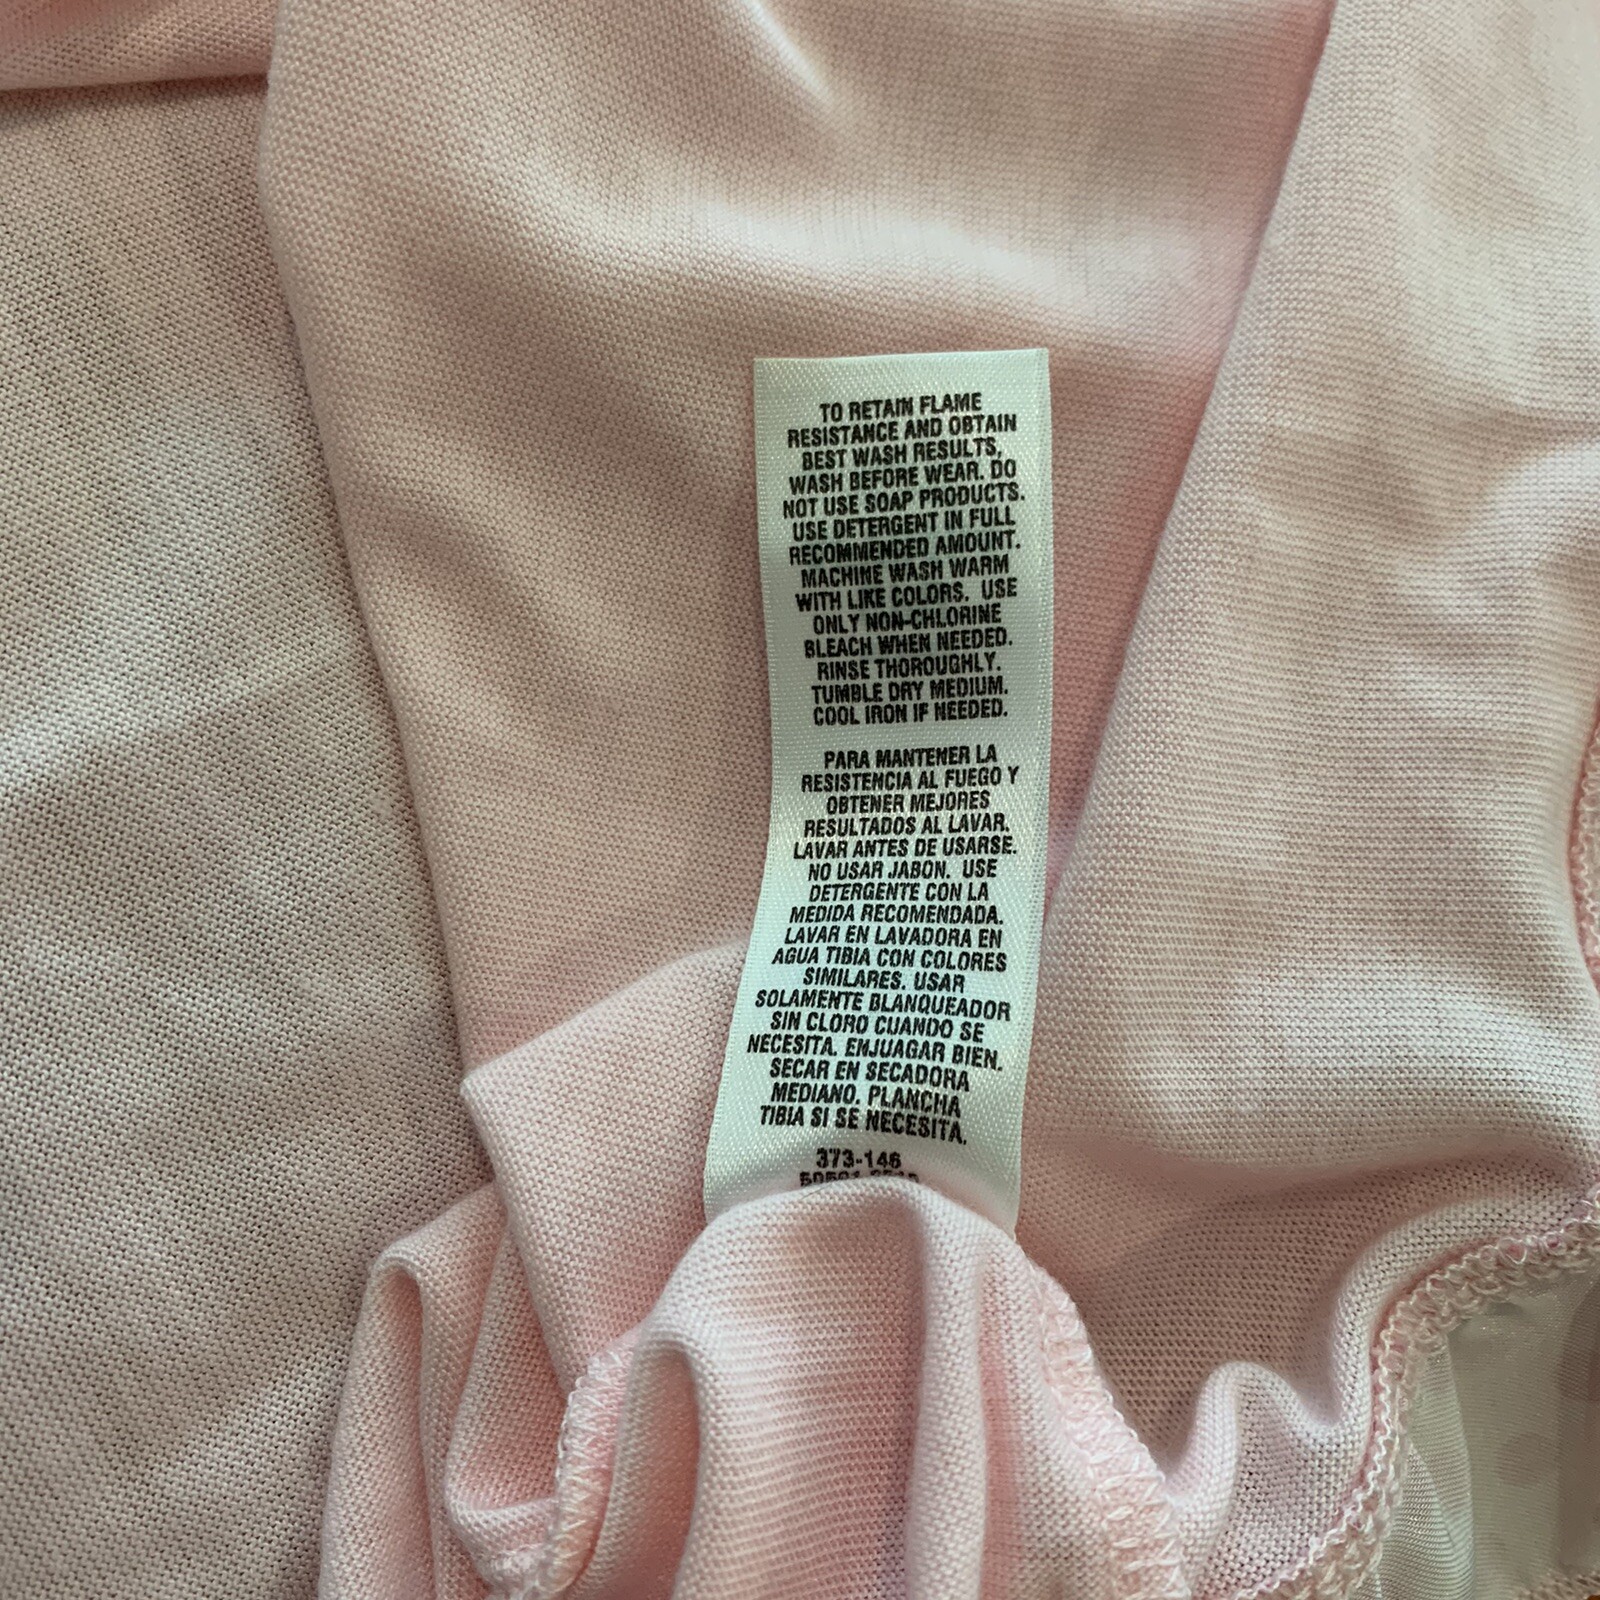 TO RETAIN FLAME
RESISTANCE AND OBTAIN
BEST WASH RESULTS,
WASH BEFORE WEAR. DO
NOT USE SOAP PRODUCTS.
USE DETERGENT IN FULL
RECOMMENDED AMOUNT.
MACHINE WASH WARM
WITH LIKE COLORS. USE
ONLY NON-CHLORINE
BLEACH WHEN NEEDED.
RINSE THOROUGHLY.
TUMBLE DRY MEDIUM.
COOL IRON IF NEEDED.
PARA MANTENER LA
RESISTENCIA AL FUEGO Y
OBTENER MEJORES
RESULTADOS AL LAVAR.
LAVAR ANTES DE USARSE.
NO USAR JABON. USE
DETERGENTE CON LA
MEDIDA RECOMENDADA.
LAVAR EN LAVADORA EN
AGUA TIBIA CON COLORES
SIMILARES. USAR
SOLAMENTE BLANQUEADOR
SIN CLORO CUANDO SE
NECESITA. ENJUAGAR BIEN.
SECAR EN SECADORA
MEDIANO. PLANCHA
TIBIA SI SE NECESITA.
373-146